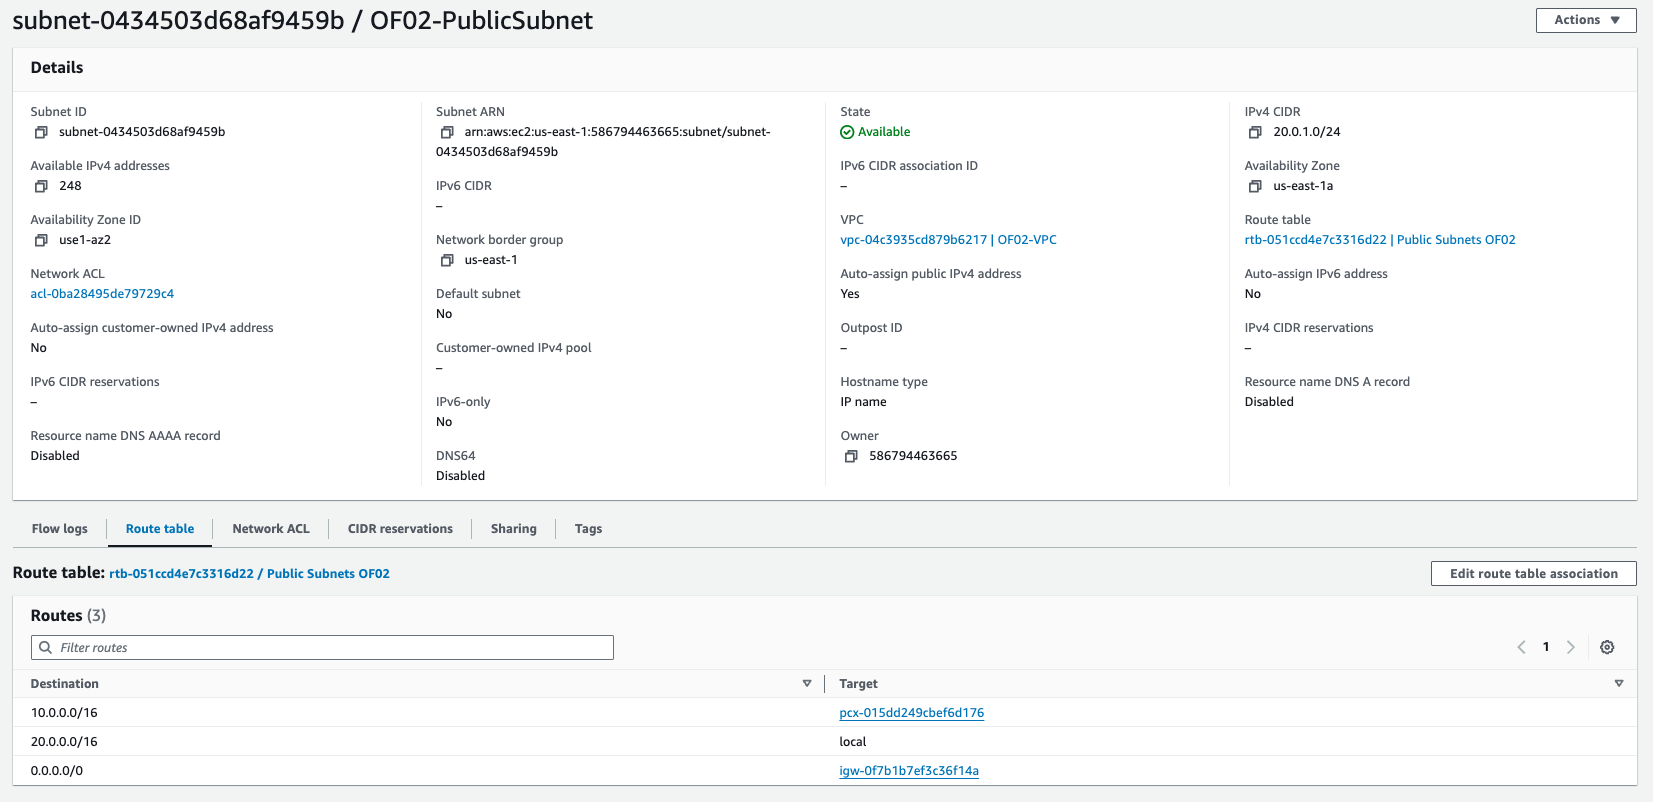 subnet-0434503d68af9459b / OF02-PublicSubnet
Actions
Details
Subnet ID
subnet-0434503d68af9459b
Available IPv4 addresses
248
Availability Zone ID
use1-az2
Network ACL
acl-0ba28495de79729c4
Auto-assign customer-owned IPv4 address
No
IPv6 CIDR reservations
–
Resource name DNS AAAA record
Disabled
Subnet ARN
arn:aws:ec2:us-east-1:586794463665:subnet/subnet-
0434503d68af9459b
IPv6 CIDR
–
Network border group
us-east-1
Default subnet
No
Customer-owned IPv4 pool
–
IPv6-only
No
DNS64
Disabled
State
Available
IPv6 CIDR association ID
–
VPC
vpc-04c3935cd879b6217 | OF02-VPC
Auto-assign public IPv4 address
Yes
Outpost ID
–
Hostname type
IP name
Owner
586794463665
IPv4 CIDR
20.0.1.0/24
Availability Zone
us-east-1a
Route table
rtb-051ccd4e7c3316d22 | Public Subnets OF02
Auto-assign IPv6 address
No
IPv4 CIDR reservations
–
Resource name DNS A record
Disabled
Flow logs
Route table
Network ACL
CIDR reservations
Sharing
Tags
Route table: rtb-051ccd4e7c3316d22 / Public Subnets OF02
Edit route table association
Routes (3)
Filter routes
1
Destination
Target
10.0.0.0/16
pcx-015dd249cbef6d176
20.0.0.0/16
local
0.0.0.0/0
igw-0f7b1b7ef3c36f14a